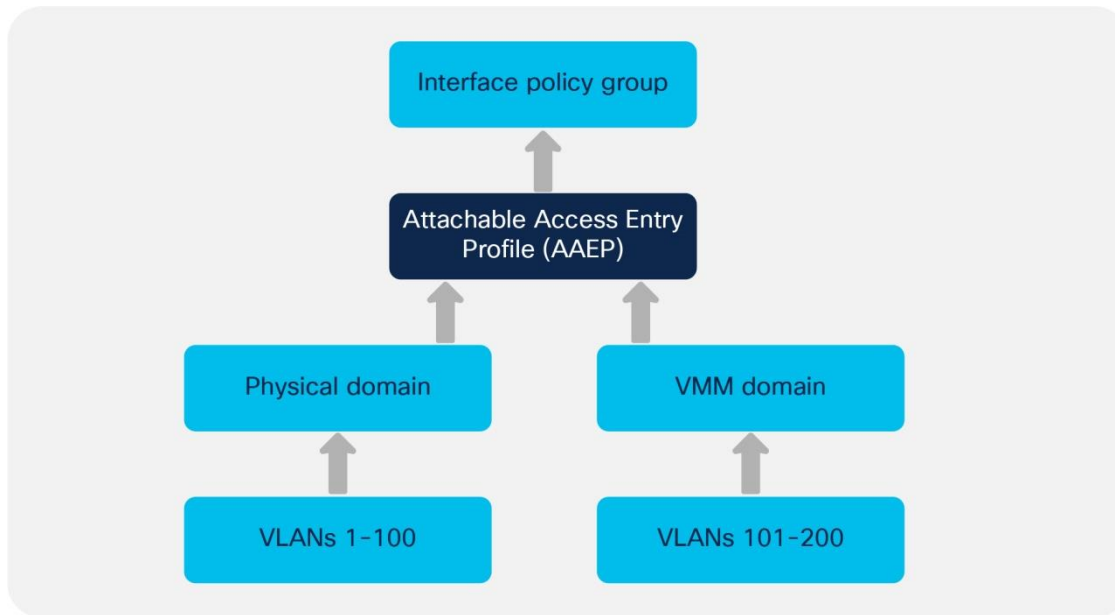 Interface policy group
Attachable Access Entry
Profile (AAEP)
Physical domain
VMM domain
VLANs 1-100
VLANs 101-200